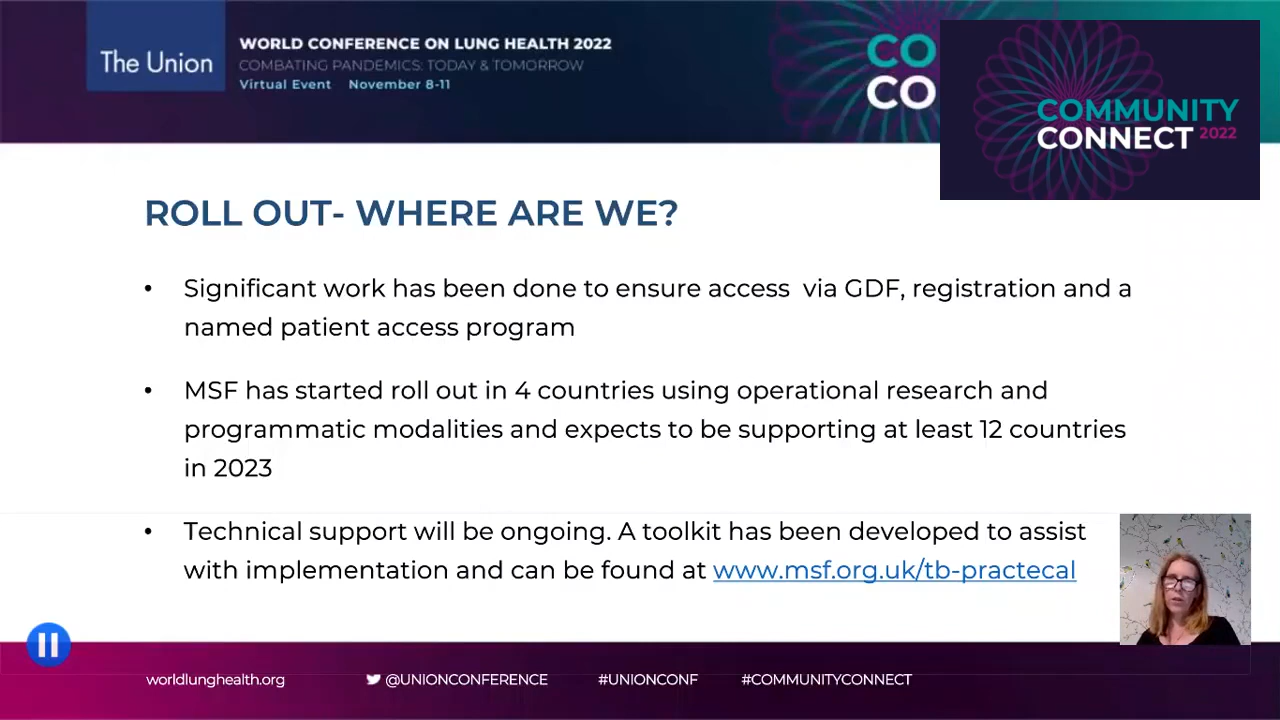 The Union
WORLD CONFERENCE ON LUNG HEALTH 2022
COMBATING PANDEMICS: TODAY & TOMORROW
Virtual Event November 8-11
CO
CO
COMMUNITY
CONNECT 2022
ROLL OUT- WHERE ARE WE?
• Significant work has been done to ensure access via GDF, registration and a
named patient access program
• MSF has started roll out in 4 countries using operational research and
programmatic modalities and expects to be supporting at least 12 countries
in 2023
• Technical support will be ongoing. A toolkit has been developed to assist
with implementation and can be found at www.msf.org.uk/tb-practecal
worldlunghealth.org @UNIONCONFERENCE #UNIONCONF #COMMUNITYCONNECT